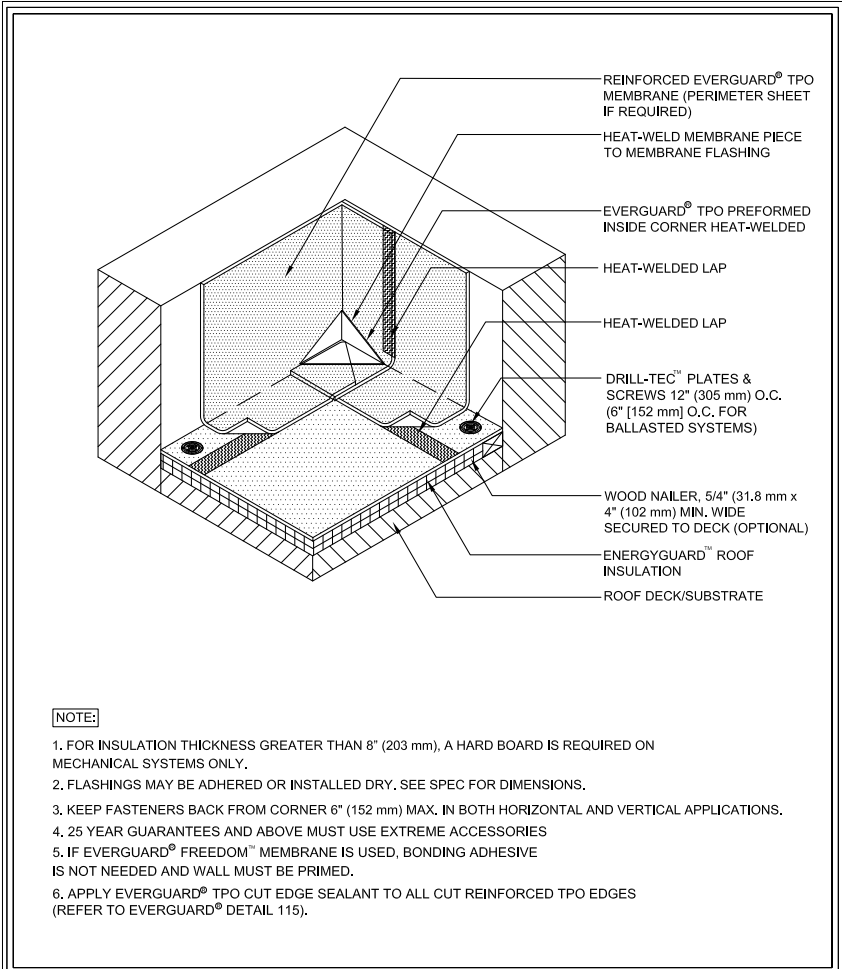 REINFORCED EVERGUARD® TPO
MEMBRANE (PERIMETER SHEET
IF REQUIRED)
HEAT-WELD MEMBRANE PIECE
TO MEMBRANE FLASHING
EVERGUARD® TPO PREFORMED
INSIDE CORNER HEAT-WELDED
HEAT-WELDED LAP
HEAT-WELDED LAP
DRILL-TEC™ PLATES &
SCREWS 12" (305 mm) O.C.
(6" [152 mm] O.C. FOR
BALLASTED SYSTEMS)
WOOD NAILER, 5/4" (31.8 mm x
4" (102 mm) MIN. WIDE
SECURED TO DECK (OPTIONAL)
ENERGYGUARD™ ROOF
INSULATION
ROOF DECK/SUBSTRATE
NOTE:
1. FOR INSULATION THICKNESS GREATER THAN 8" (203 mm), A HARD BOARD IS REQUIRED ON
MECHANICAL SYSTEMS ONLY.
2. FLASHINGS MAY BE ADHERED OR INSTALLED DRY. SEE SPEC FOR DIMENSIONS.
3. KEEP FASTENERS BACK FROM CORNER 6" (152 mm) MAX. IN BOTH HORIZONTAL AND VERTICAL APPLICATIONS.
4. 25 YEAR GUARANTEES AND ABOVE MUST USE EXTREME ACCESSORIES
5. IF EVERGUARD® FREEDOM™ MEMBRANE IS USED, BONDING ADHESIVE
IS NOT NEEDED AND WALL MUST BE PRIMED.
6. APPLY EVERGUARD® TPO CUT EDGE SEALANT TO ALL CUT REINFORCED TPO EDGES
(REFER TO EVERGUARD® DETAIL 115).